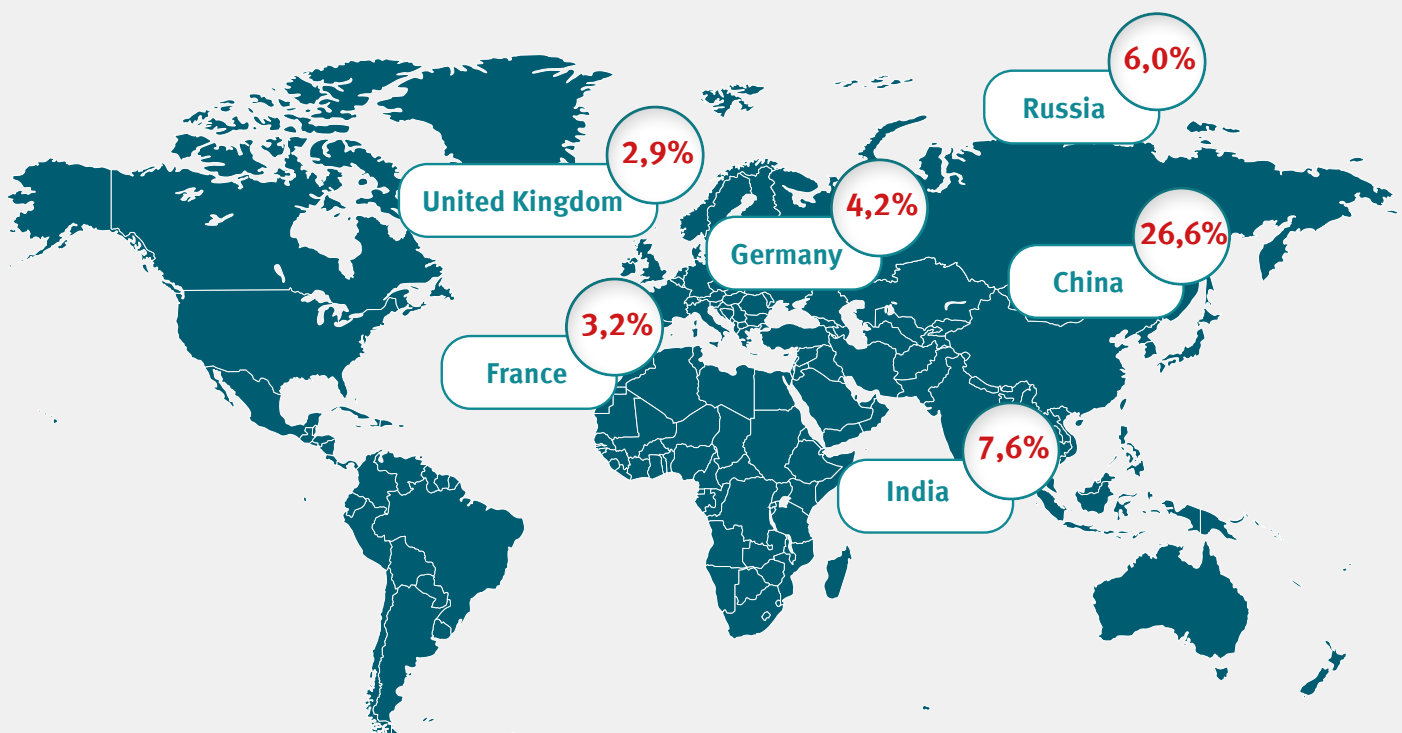 6,0%
Russia
2,9%
United Kingdom
4,2%
Germany
26,6%
China
3,2%
France
7,6%
India